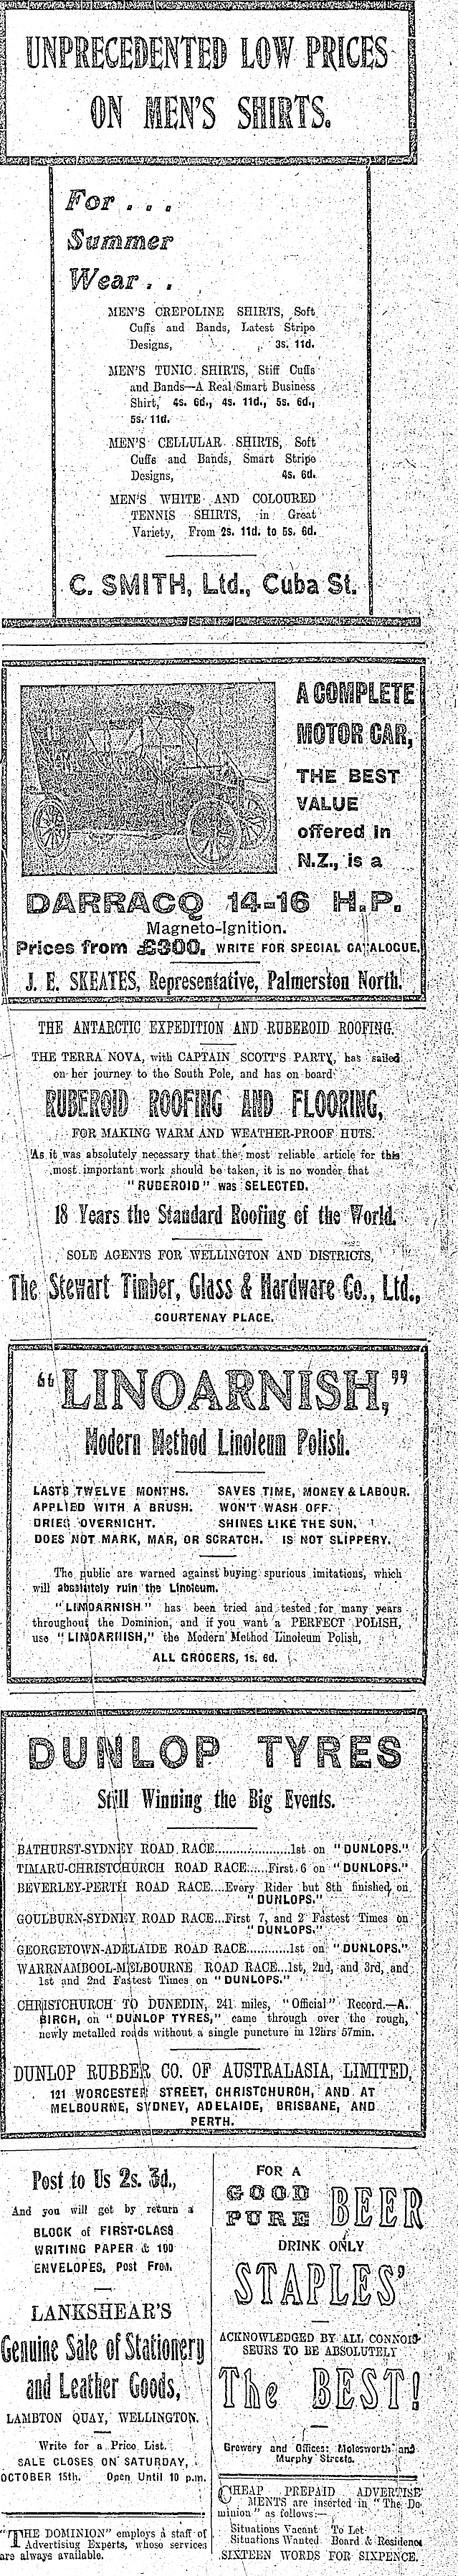 UNPRECEDENTED LOW PRICES
ON MEN'S SHIRTS.
For . . .
Summer
Wear . .
MEN'S CREPOLINE SHIRTS, Soft
Cuffs and Bands, Latest Stripe
Designs, 3s. 11d.
MEN'S TUNIC SHIRTS, Stiff Cuffs
and Bands—A Real Smart Business
Shirt, 4s. 6d., 4s. 11d., 5s. 6d.,
5s. 11d.
MEN'S CELLULAR SHIRTS, Soft
Cuffs and Bands, Smart Stripe
Designs, 4s. 6d.
MEN'S WHITE AND COLOURED
TENNIS SHIRTS, in Great
Variety, From 2s. 11d. to 5s. 6d.
C. SMITH, Ltd., Cuba St.
A COMPLETE
MOTOR CAR,
THE BEST
VALUE
offered in
N.Z., is a
DARRACQ 14-16 H.P.
Magneto-Ignition.
Prices from £300. WRITE FOR SPECIAL CATALOGUE.
J. E. SKEATES, Representative, Palmerston North.
THE ANTARCTIC EXPEDITION AND RUBEROID ROOFING.
THE TERRA NOVA, with CAPTAIN SCOTT'S PARTY, has sailed
on her journey to the South Pole, and has on board
RUBEROID ROOFING AND FLOORING,
FOR MAKING WARM AND WEATHER-PROOF HUTS.
As it was absolutely necessary that the most reliable article for this
most important work should be taken, it is no wonder that
"RUBEROID" was SELECTED.
18 Years the Standard Roofing of the World.
SOLE AGENTS FOR WELLINGTON AND DISTRICTS,
The Stewart Timber, Glass & Hardware Co., Ltd.,
COURTENAY PLACE.
"LINOARNISH,"
Modern Method Linoleum Polish.
LASTS TWELVE MONTHS. SAVES TIME, MONEY & LABOUR.
APPLIED WITH A BRUSH. WON'T WASH OFF.
DRIES OVERNIGHT. SHINES LIKE THE SUN.
DOES NOT MARK, MAR, OR SCRATCH. IS NOT SLIPPERY.
The public are warned against buying spurious imitations, which
will absolutely ruin the Linoleum.
"LINOARNISH" has been tried and tested for many years
throughout the Dominion, and if you want a PERFECT POLISH,
use "LINOARNISH," the Modern Method Linoleum Polish,
ALL GROCERS, 1s. 6d.
DUNLOP TYRES
Still Winning the Big Events.
BATHURST-SYDNEY ROAD RACE.....................1st on "DUNLOPS."
TIMARU-CHRISTCHURCH ROAD RACE......First 6 on "DUNLOPS."
BEVERLEY-PERTH ROAD RACE....Every Rider but 8th finished on
"DUNLOPS."
GOULBURN-SYDNEY ROAD RACE...First 7, and 2 Fastest Times on
"DUNLOPS."
GEORGETOWN-ADELAIDE ROAD RACE............1st on "DUNLOPS."
WARRNAMBOOL-MELBOURNE ROAD RACE...1st, 2nd, and 3rd, and
1st and 2nd Fastest Times on "DUNLOPS."
CHRISTCHURCH TO DUNEDIN, 241 miles, "Official" Record.—A.
BIRCH, on "DUNLOP TYRES," came through over the rough,
newly metalled roads without a single puncture in 12hrs 57min.
DUNLOP RUBBER CO. OF AUSTRALASIA, LIMITED,
121 WORCESTER STREET, CHRISTCHURCH, AND AT
MELBOURNE, SYDNEY, ADELAIDE, BRISBANE, AND
PERTH.
Post to Us 2s. 3d.,
And you will get by return a
BLOCK of FIRST-CLASS
WRITING PAPER & 100
ENVELOPES, Post Free.
LANKSHEAR'S
Genuine Sale of Stationery
and Leather Goods,
LAMBTON QUAY, WELLINGTON.
Write for a Price List.
SALE CLOSES ON SATURDAY,
OCTOBER 15th. Open Until 10 p.m.
"THE DOMINION" employs a staff of
Advertising Experts, whose services
are always available.
FOR A
GOOD
PURE BEER
DRINK ONLY
STAPLES'
ACKNOWLEDGED BY ALL CONNOIS-
SEURS TO BE ABSOLUTELY
The BEST!
Brewery and Offices: Molesworth and
Murphy Streets.
CHEAP PREPAID ADVERTISE-
MENTS are inserted in "The Do
minion" as follows:—
Situations Vacant To Let
Situations Wanted Board & Residence
SIXTEEN WORDS FOR SIXPENCE.